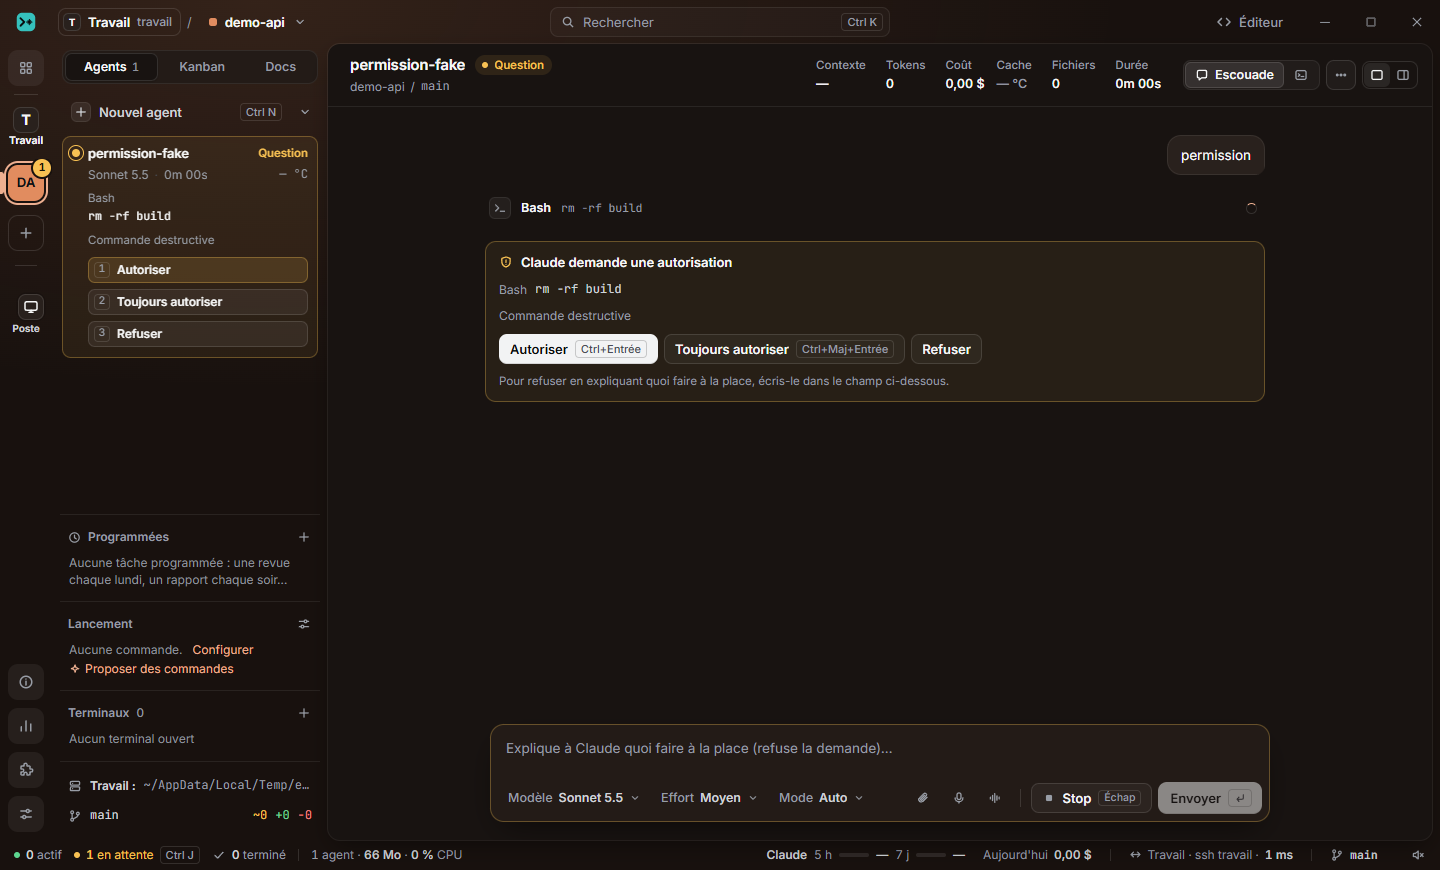 T Travail travail / demo-api
Rechercher Ctrl K
Éditeur
Agents 1 Kanban Docs
T
Travail
Nouvel agent Ctrl N
DA 1
permission-fake Question
Sonnet 5.5 · 0m 00s — °C
Bash
rm -rf build
Commande destructive
1 Autoriser
2 Toujours autoriser
3 Refuser
Poste
Programmées
Aucune tâche programmée : une revue
chaque lundi, un rapport chaque soir...
Lancement
Aucune commande. Configurer
Proposer des commandes
Terminaux 0
Aucun terminal ouvert
Travail : ~/AppData/Local/Temp/e…
main ~0 +0 -0
permission-fake Question
demo-api / main
Contexte Tokens Coût Cache Fichiers Durée
— 0 0,00 $ — °C 0 0m 00s
Escouade
permission
Bash rm -rf build
Claude demande une autorisation
Bash rm -rf build
Commande destructive
Autoriser Ctrl+Entrée Toujours autoriser Ctrl+Maj+Entrée Refuser
Pour refuser en expliquant quoi faire à la place, écris-le dans le champ ci-dessous.
Explique à Claude quoi faire à la place (refuse la demande)...
Modèle Sonnet 5.5 Effort Moyen Mode Auto Stop Échap Envoyer
0 actif 1 en attente Ctrl J 0 terminé 1 agent · 66 Mo · 0 % CPU
Claude 5 h — 7 j — Aujourd'hui 0,00 $ Travail · ssh travail · 1 ms main